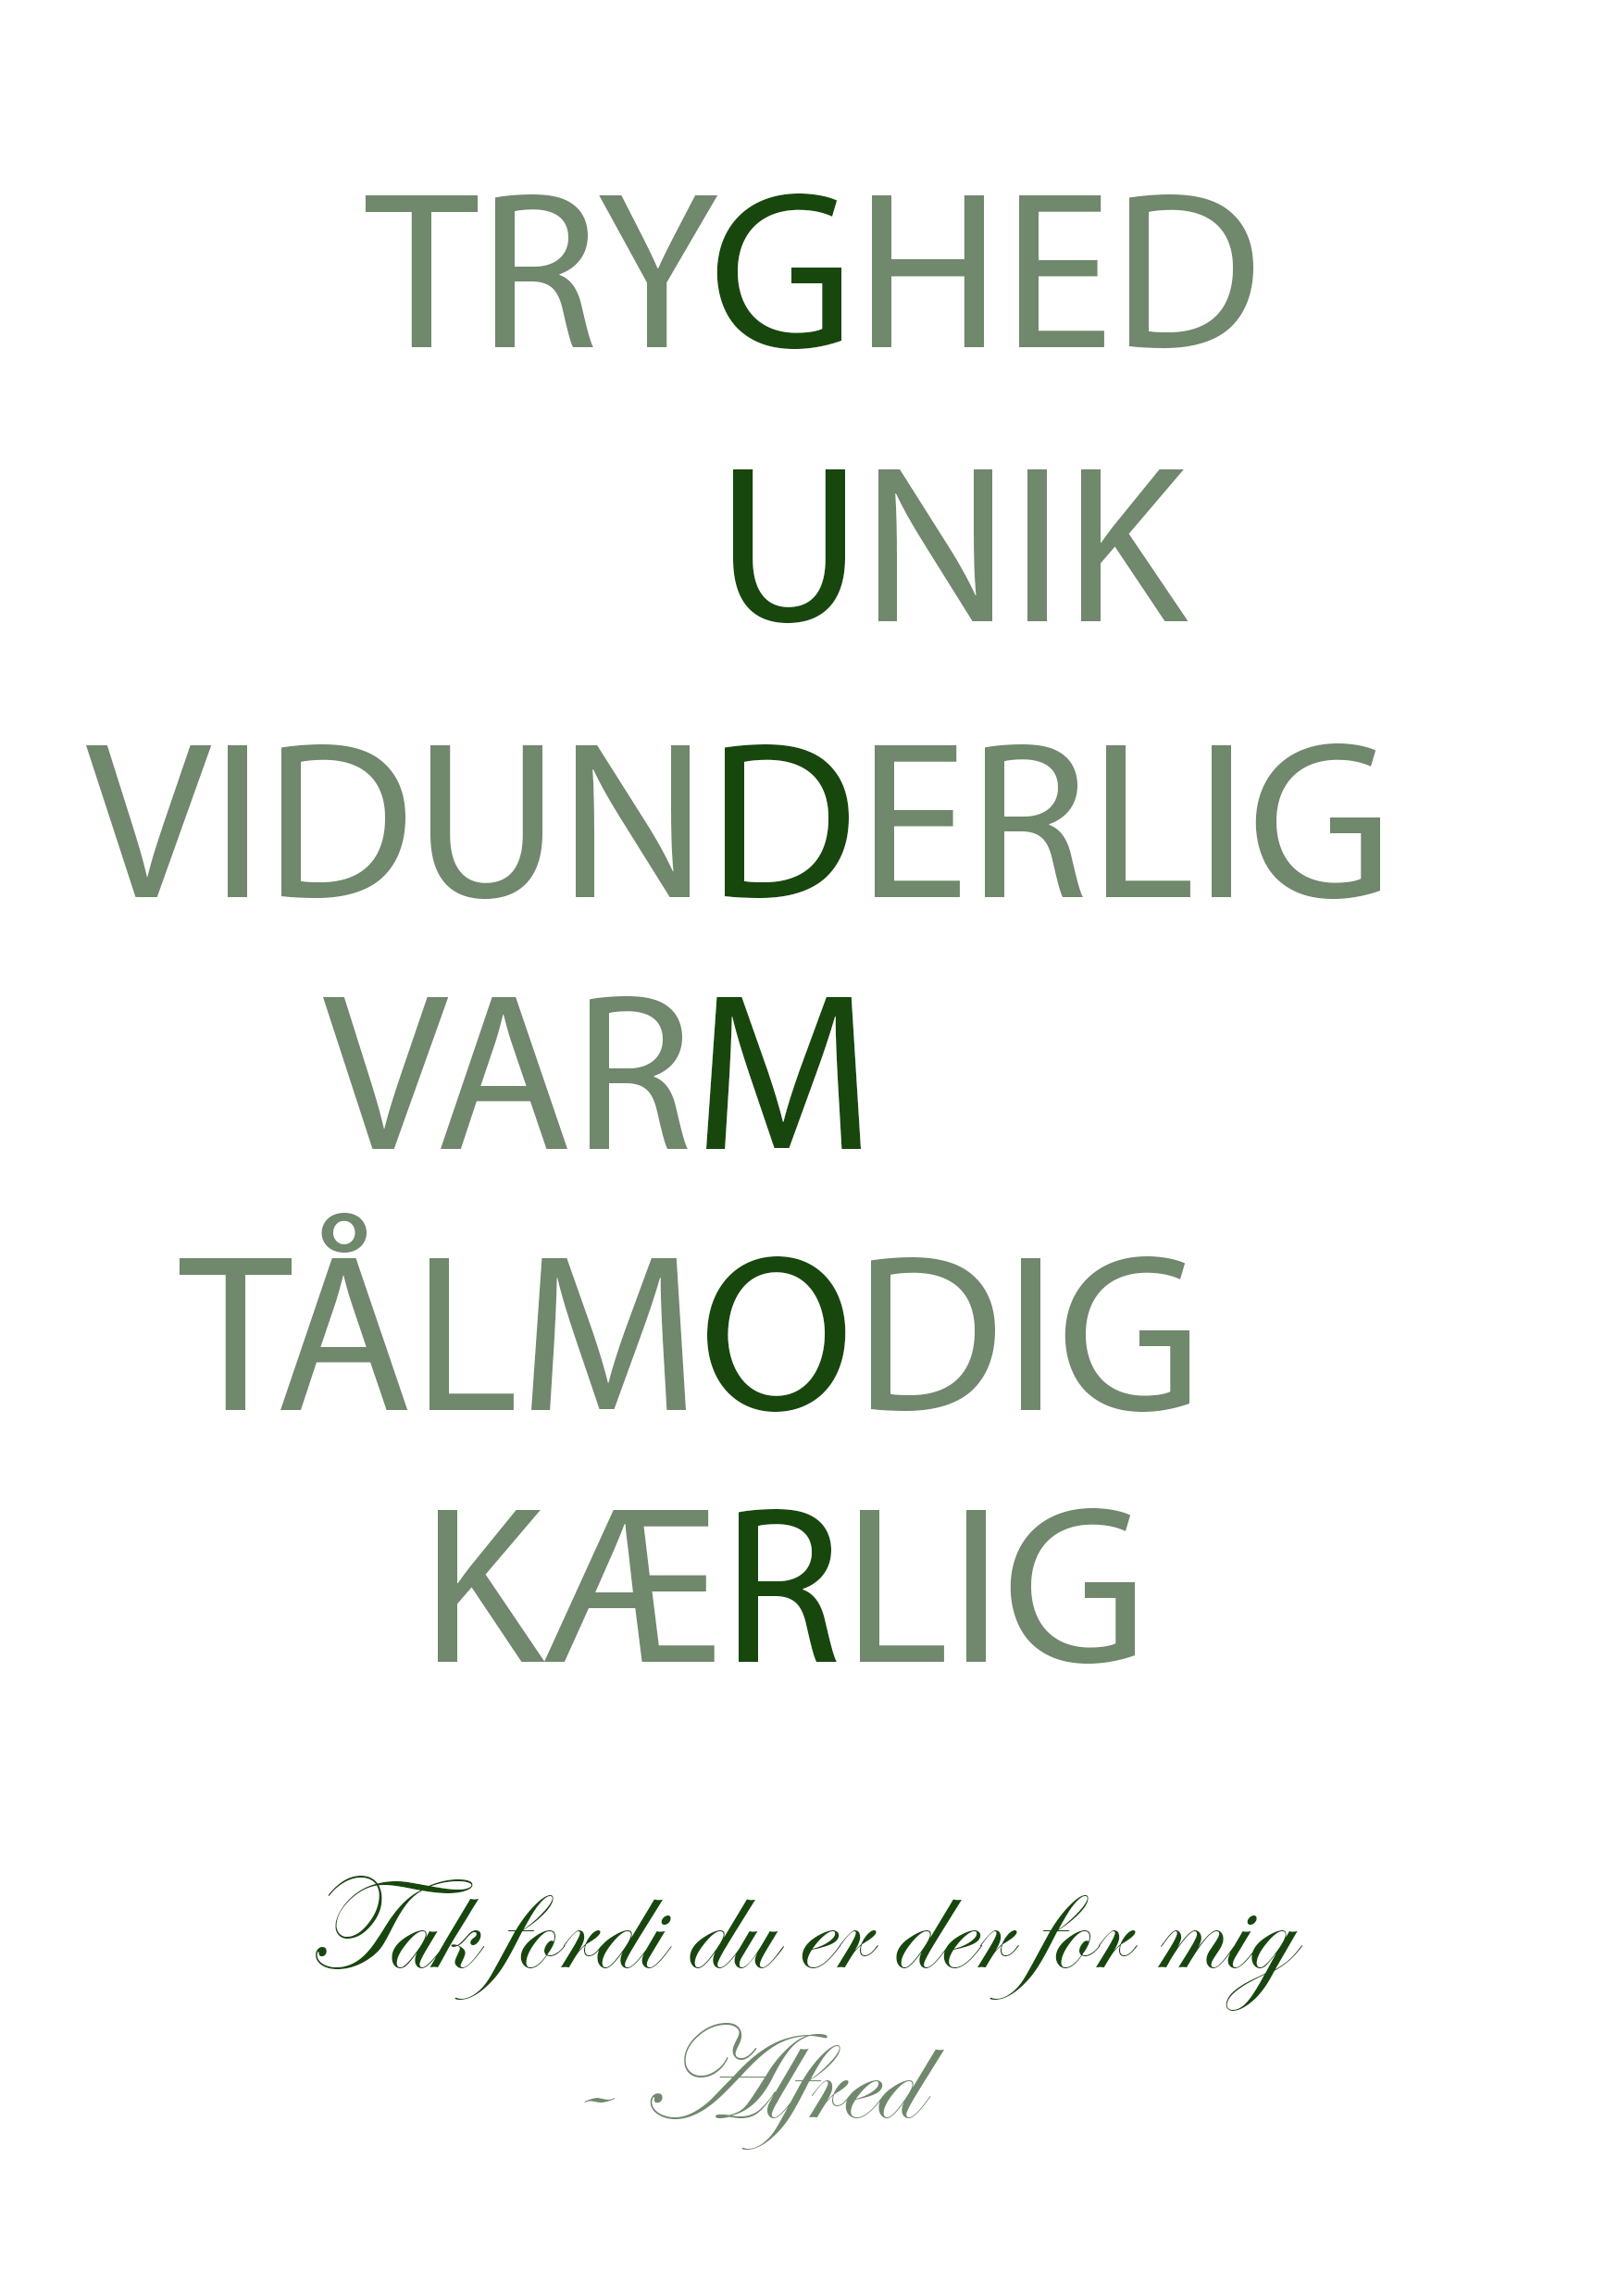 TRYGHED
UNIK
VIDUNDERLIG
VARM
TÅLMODIG
KÆRLIG
Tak fordi du er der for mig
- Alfred